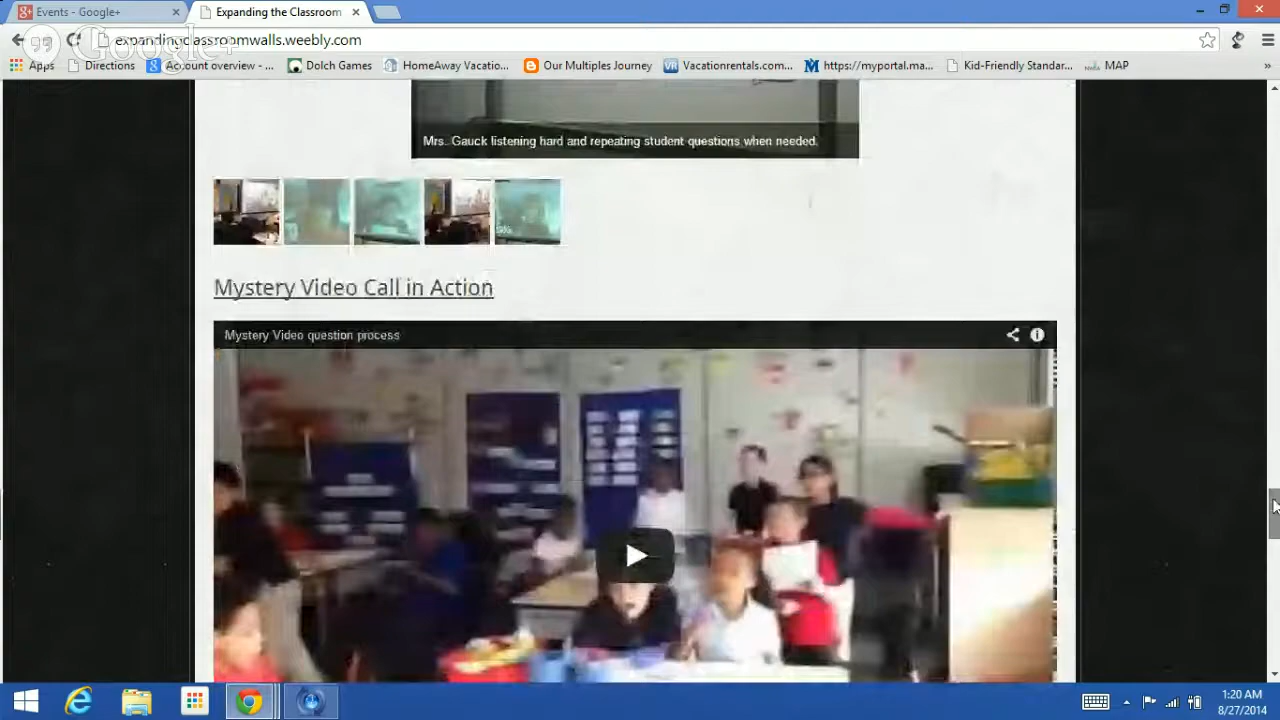 Events - Google+
Expanding the Classroom
Google+
expandingclassroomwalls.weebly.com
Apps
Directions
Account overview - ...
Dolch Games
HomeAway Vacatio...
Our Multiples Journey
Vacationrentals.com...
https://myportal.ma...
Kid-Friendly Standar...
MAP
»
Mrs. Gauck listening hard and repeating student questions when needed.
Mystery Video Call in Action
Mystery Video question process
1:20 AM
8/27/2014